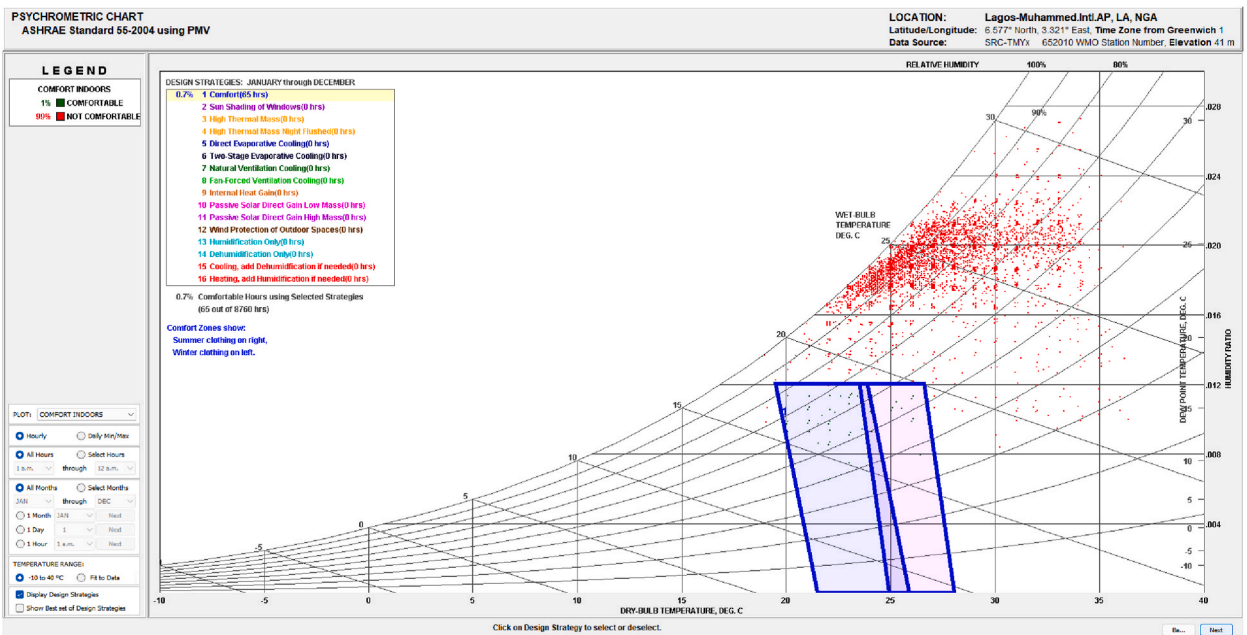 PSYCHROMETRIC CHART
ASHRAE Standard 55-2004 using PMV
LOCATION: Lagos-Muhammed.Intl.AP, LA, NGA
Latitude/Longitude: 6.577° North, 3.321° East, Time Zone from Greenwich 1
Data Source: SRC-TMYx 652010 WMO Station Number, Elevation 41 m
LEGEND
COMFORT INDOORS
1% COMFORTABLE
99% NOT COMFORTABLE
DESIGN STRATEGIES: JANUARY through DECEMBER
0.7% 1 Comfort(65 hrs)
2 Sun Shading of Windows(0 hrs)
3 High Thermal Mass(0 hrs)
4 High Thermal Mass Night Flushed(0 hrs)
5 Direct Evaporative Cooling(0 hrs)
6 Two-Stage Evaporative Cooling(0 hrs)
7 Natural Ventilation Cooling(0 hrs)
8 Fan-Forced Ventilation Cooling(0 hrs)
9 Internal Heat Gain(0 hrs)
10 Passive Solar Direct Gain Low Mass(0 hrs)
11 Passive Solar Direct Gain High Mass(0 hrs)
12 Wind Protection of Outdoor Spaces(0 hrs)
13 Humidification Only(0 hrs)
14 Dehumidification Only(0 hrs)
15 Cooling, add Dehumidification if needed(0 hrs)
16 Heating, add Humidification if needed(0 hrs)
0.7% Comfortable Hours using Selected Strategies
(65 out of 8760 hrs)
Comfort Zones show:
Summer clothing on right,
Winter clothing on left.
RELATIVE HUMIDITY 100% 80%
90%
WET-BULB
TEMPERATURE
DEG. C
-5
0
5
10
15
20
25
30
30
25
20
15
10
5
0
-5
-10
DEW POINT TEMPERATURE, DEG. C
.028
.024
.020
.016
.012
.008
.004
HUMIDITY RATIO
-10 -5 0 5 10 15 20 25 30 35 40
DRY-BULB TEMPERATURE, DEG. C
PLOT: COMFORT INDOORS
Hourly Daily Min/Max
All Hours Select Hours
1 a.m. through 12 a.m.
All Months Select Months
JAN through DEC
1 Month JAN Next
1 Day 1 Next
1 Hour 1 a.m. Next
TEMPERATURE RANGE:
-10 to 40 °C Fit to Data
Display Design Strategies
Show Best set of Design Strategies
Click on Design Strategy to select or deselect.
Ba... Next